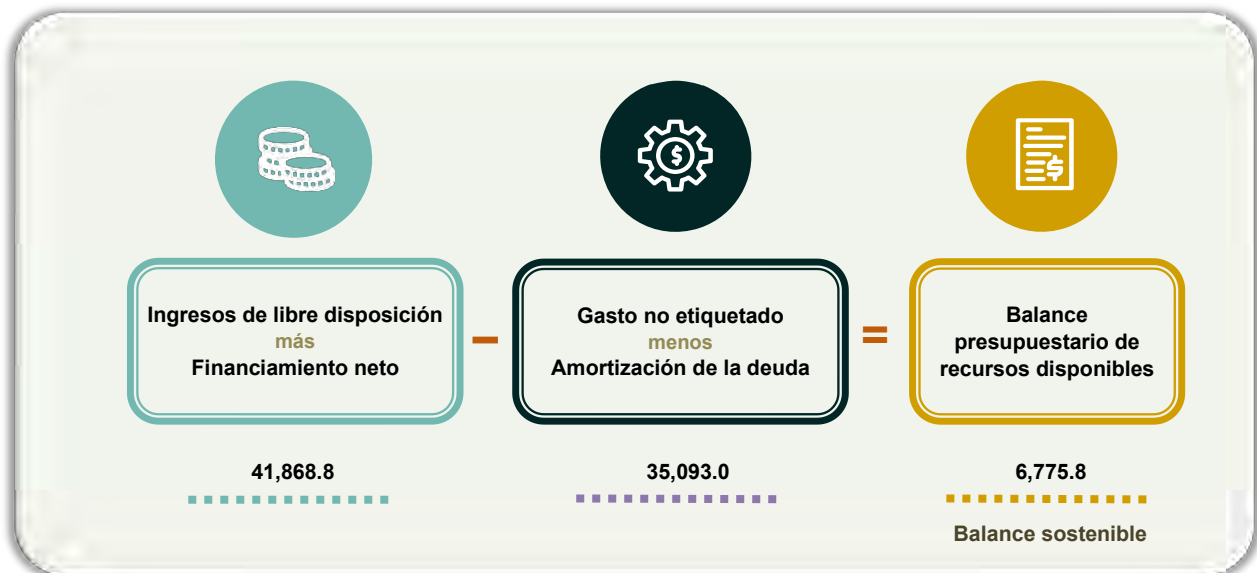 Ingresos de libre disposición
más
Financiamiento neto
−
Gasto no etiquetado
menos
Amortización de la deuda
=
Balance
presupuestario de
recursos disponibles
41,868.8
35,093.0
6,775.8
Balance sostenible